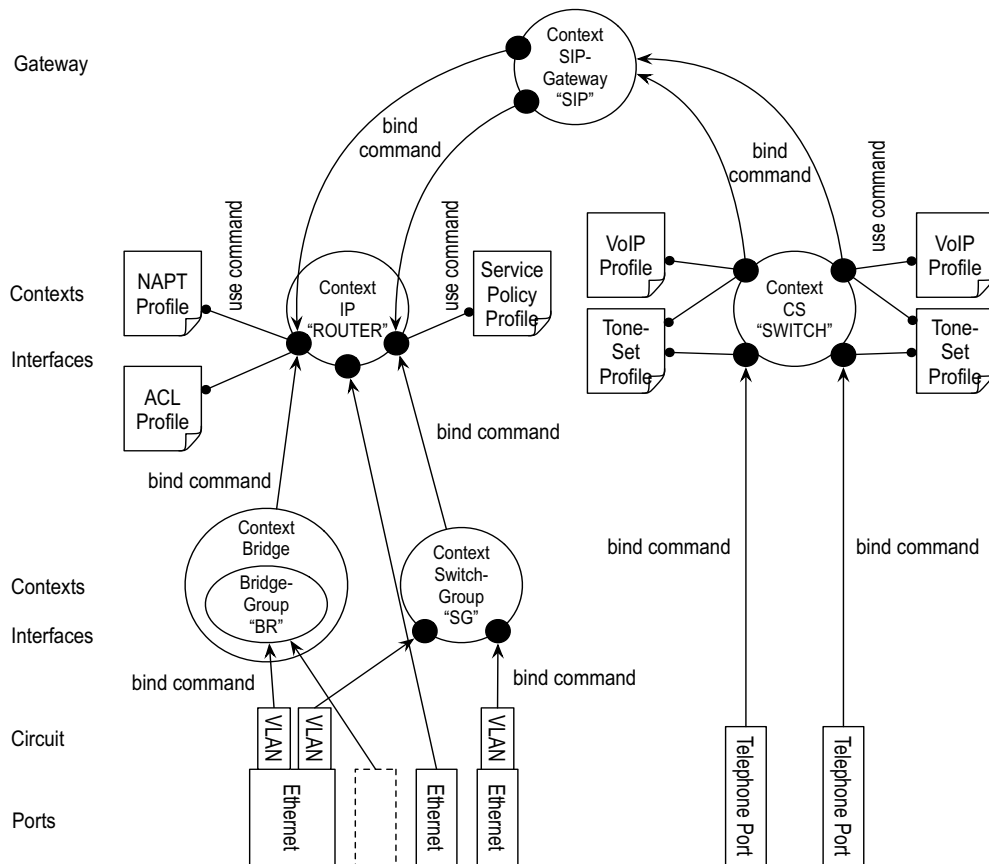 Gateway
Context
SIP-
Gateway
“SIP”
bind
command
bind
command
use command
use command
use command
NAPT
Profile
Service
Policy
Profile
VoIP
Profile
VoIP
Profile
Contexts
Context
IP
“ROUTER”
Context
CS
“SWITCH”
Tone-
Set
Profile
Tone-
Set
Profile
Interfaces
ACL
Profile
bind command
bind command
Context
Bridge
Bridge-
Group
“BR”
Context
Switch-
Group
“SG”
bind command
bind command
Contexts
Interfaces
bind command
bind command
Circuit
VLAN
VLAN
VLAN
Ports
Ethernet
Ethernet
Ethernet
Telephone Port
Telephone Port